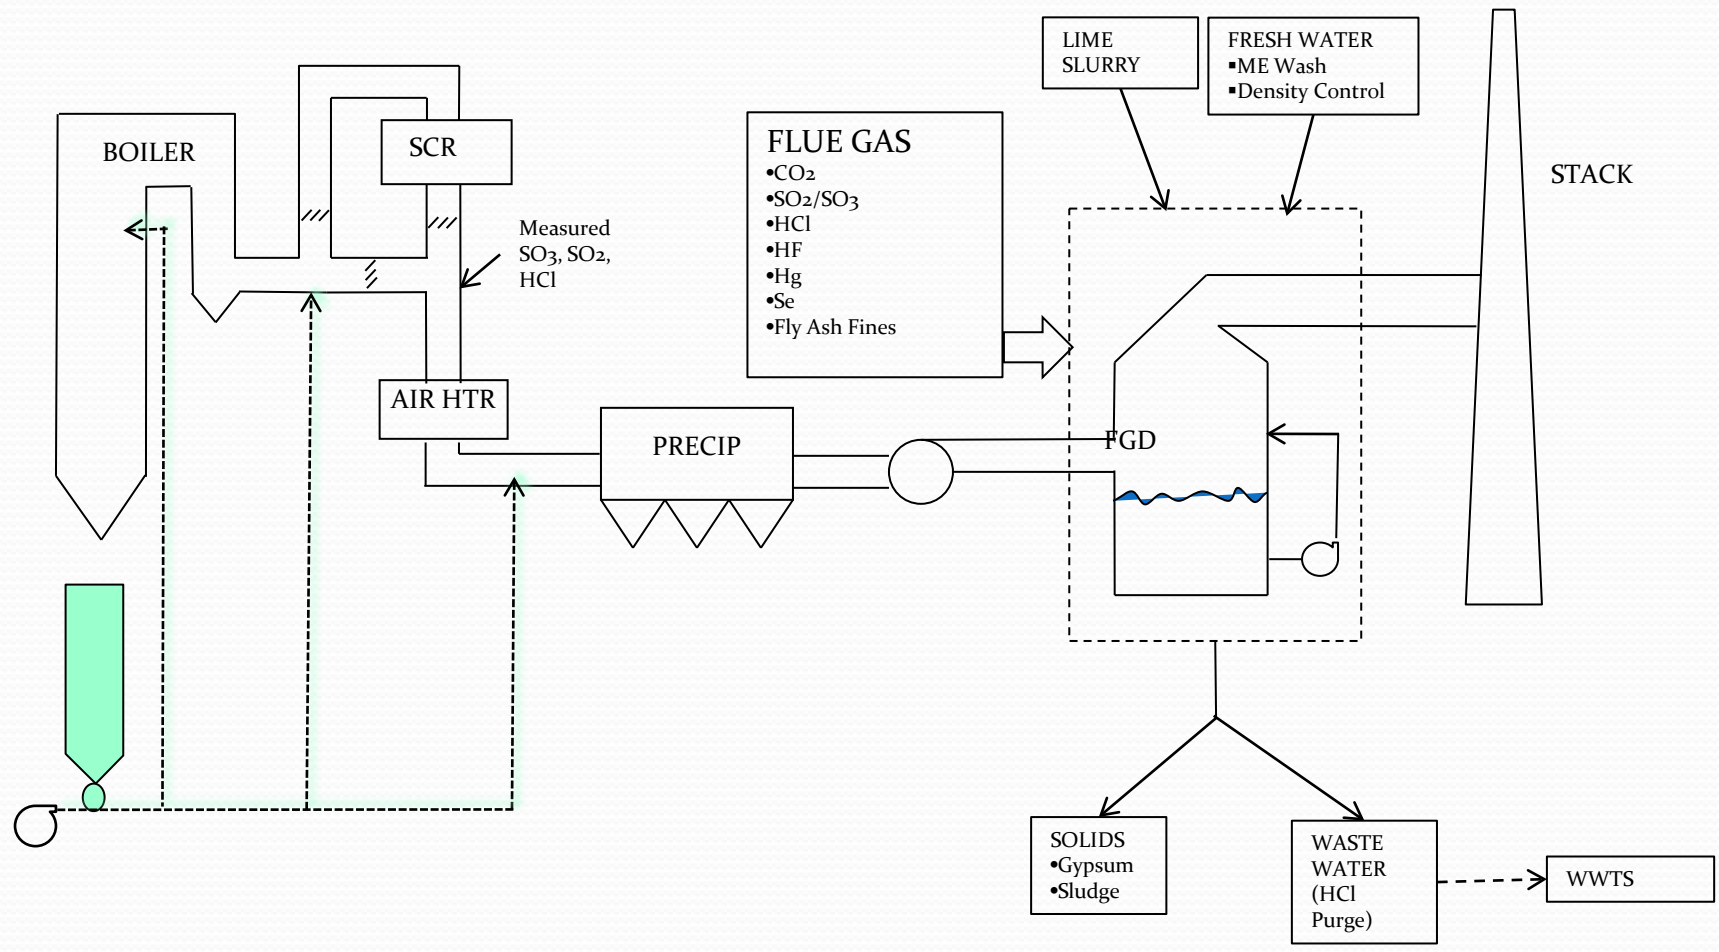 BOILER
SCR
Measured
SO3, SO2,
HCl
AIR HTR
PRECIP
FLUE GAS
•CO2
•SO2/SO3
•HCl
•HF
•Hg
•Se
•Fly Ash Fines
LIME
SLURRY
FRESH WATER
▪ME Wash
▪Density Control
STACK
FGD
SOLIDS
•Gypsum
•Sludge
WASTE
WATER
(HCl
Purge)
WWTS